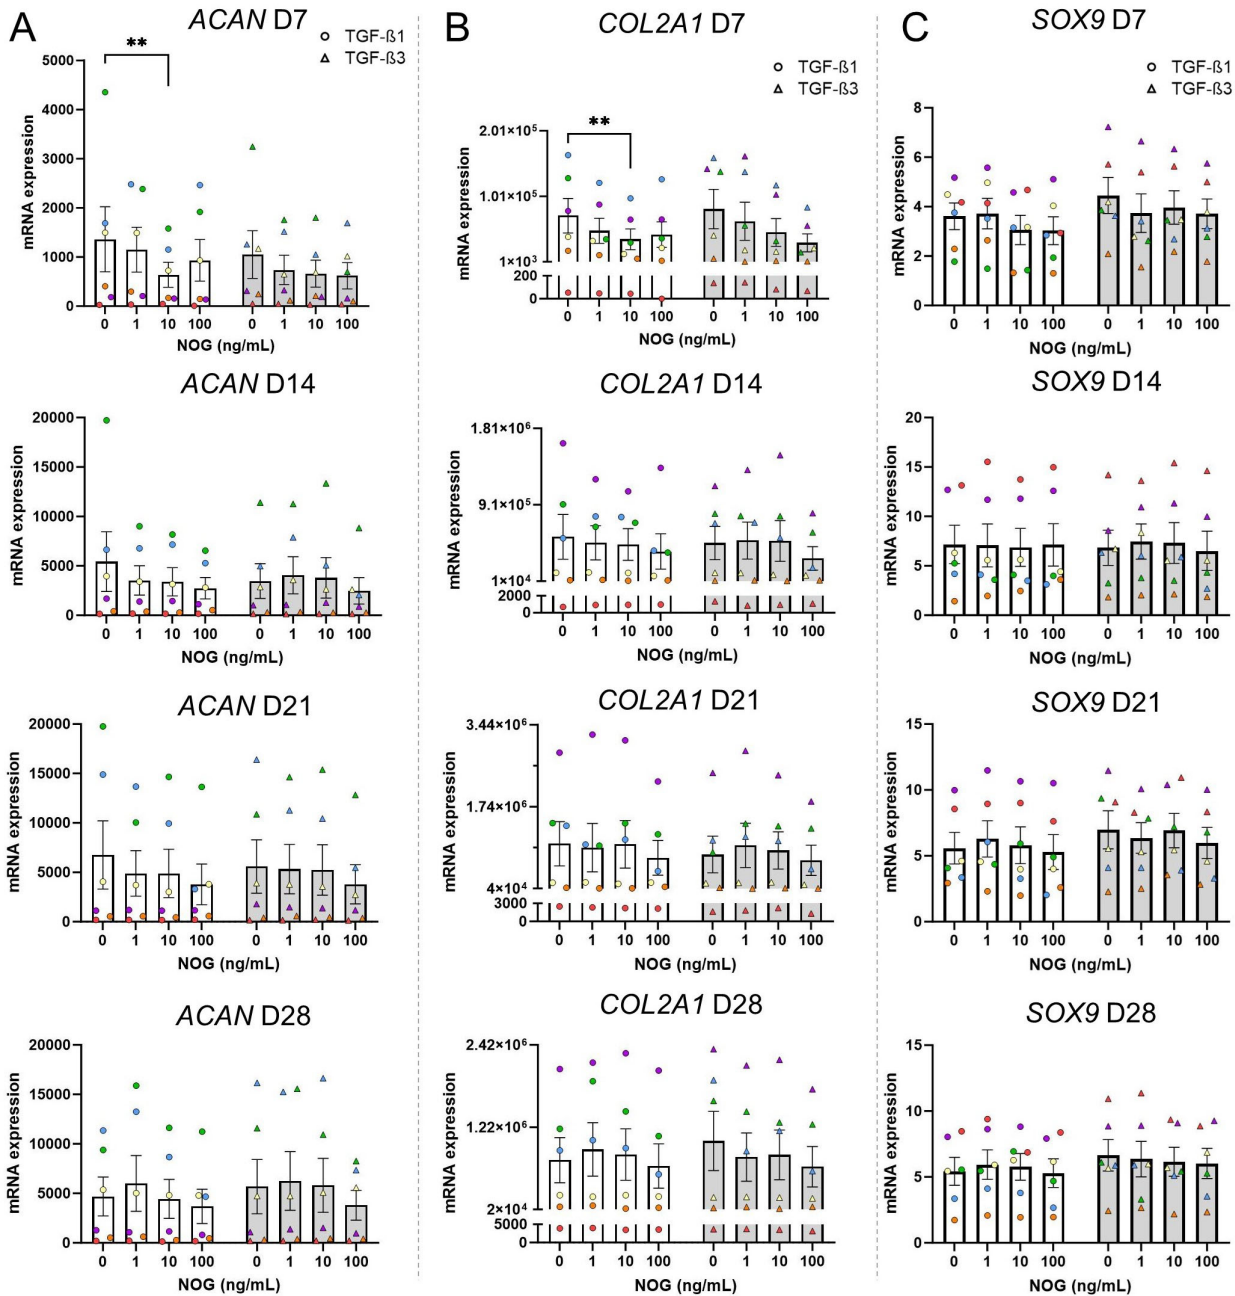 A
ACAN D7
TGF-ß1
TGF-ß3
**
mRNA expression
5000
4000
3000
2000
1000
0
0 1 10 100 0 1 10 100
NOG (ng/mL)
ACAN D14
mRNA expression
20000
15000
10000
5000
0
0 1 10 100 0 1 10 100
NOG (ng/mL)
ACAN D21
mRNA expression
20000
15000
10000
5000
0
0 1 10 100 0 1 10 100
NOG (ng/mL)
ACAN D28
mRNA expression
20000
15000
10000
5000
0
0 1 10 100 0 1 10 100
NOG (ng/mL)
B
COL2A1 D7
TGF-ß1
TGF-ß3
**
mRNA expression
2.01×10⁵
1.01×10⁵
1×10³
200
0
0 1 10 100 0 1 10 100
NOG (ng/mL)
COL2A1 D14
mRNA expression
1.81×10⁶
9.1×10⁵
1×10⁴
2000
0
0 1 10 100 0 1 10 100
NOG (ng/mL)
COL2A1 D21
mRNA expression
3.44×10⁶
1.74×10⁶
4×10⁴
3000
0
0 1 10 100 0 1 10 100
NOG (ng/mL)
COL2A1 D28
mRNA expression
2.42×10⁶
1.22×10⁶
2×10⁴
5000
0
0 1 10 100 0 1 10 100
NOG (ng/mL)
C
SOX9 D7
TGF-ß1
TGF-ß3
mRNA expression
8
6
4
2
0
0 1 10 100 0 1 10 100
NOG (ng/mL)
SOX9 D14
mRNA expression
20
15
10
5
0
0 1 10 100 0 1 10 100
NOG (ng/mL)
SOX9 D21
mRNA expression
15
10
5
0
0 1 10 100 0 1 10 100
NOG (ng/mL)
SOX9 D28
mRNA expression
15
10
5
0
0 1 10 100 0 1 10 100
NOG (ng/mL)